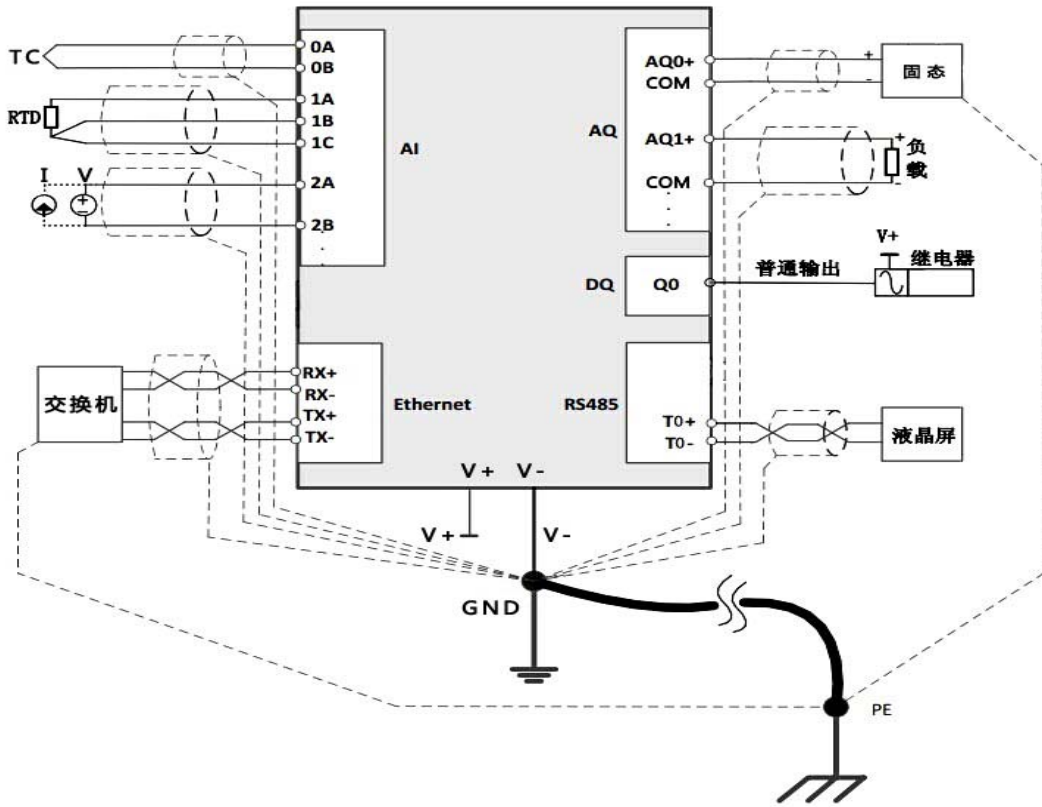 TC
0A
0B
RTD
1A
1B
1C
I
V
2A
2B
AI
AQ
AQ0+
COM
固态
AQ1+
COM
负载
V+
继电器
普通输出
DQ
Q0
交换机
RX+
RX-
TX+
TX-
Ethernet
RS485
T0+
T0-
液晶屏
V+
V-
V+
V-
GND
PE